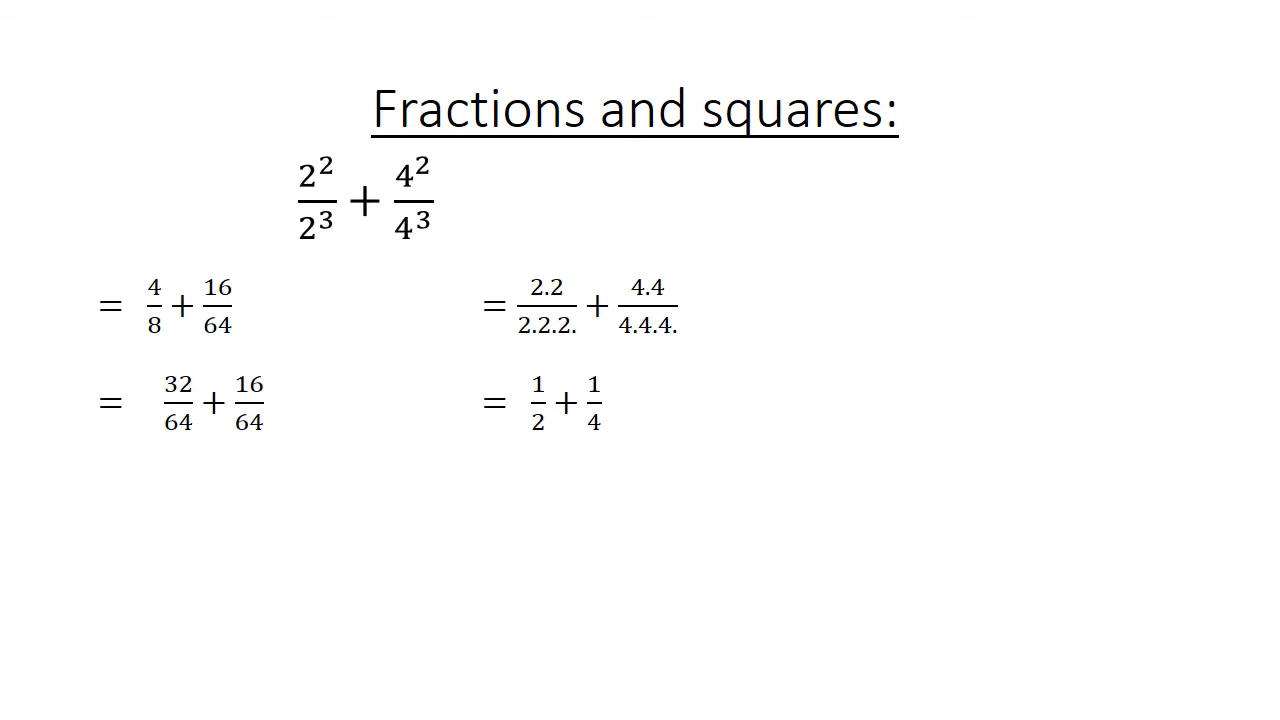 Fractions and squares:
2²/2³ + 4²/4³
= 4/8 + 16/64
= 2.2/2.2.2. + 4.4/4.4.4.
= 32/64 + 16/64
= 1/2 + 1/4